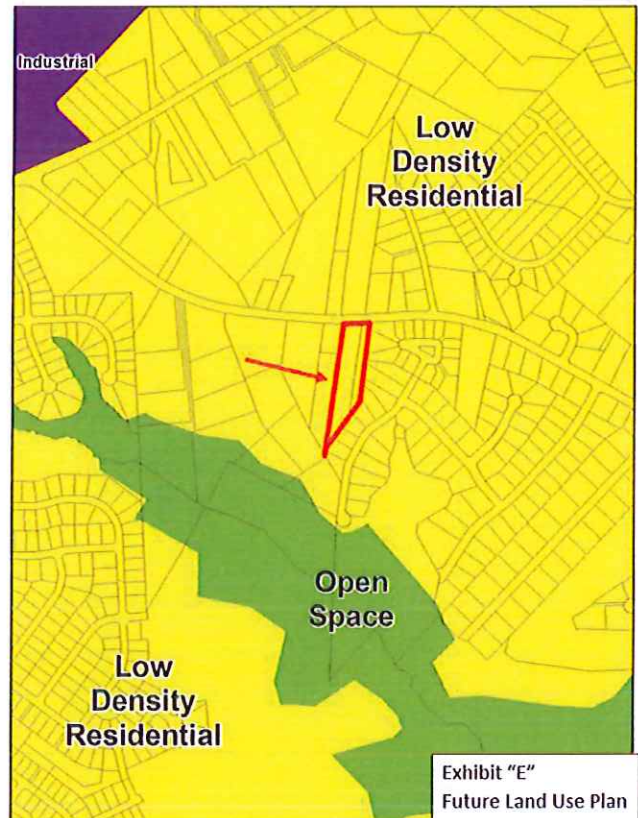 Industrial
Low
Density
Residential
Open
Space
Low
Density
Residential
Exhibit "E"
Future Land Use Plan